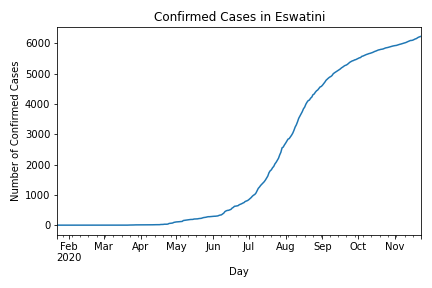 Confirmed Cases in Eswatini
Number of Confirmed Cases
6000
5000
4000
3000
2000
1000
0
Feb Mar Apr May Jun Jul Aug Sep Oct Nov
2020
Day